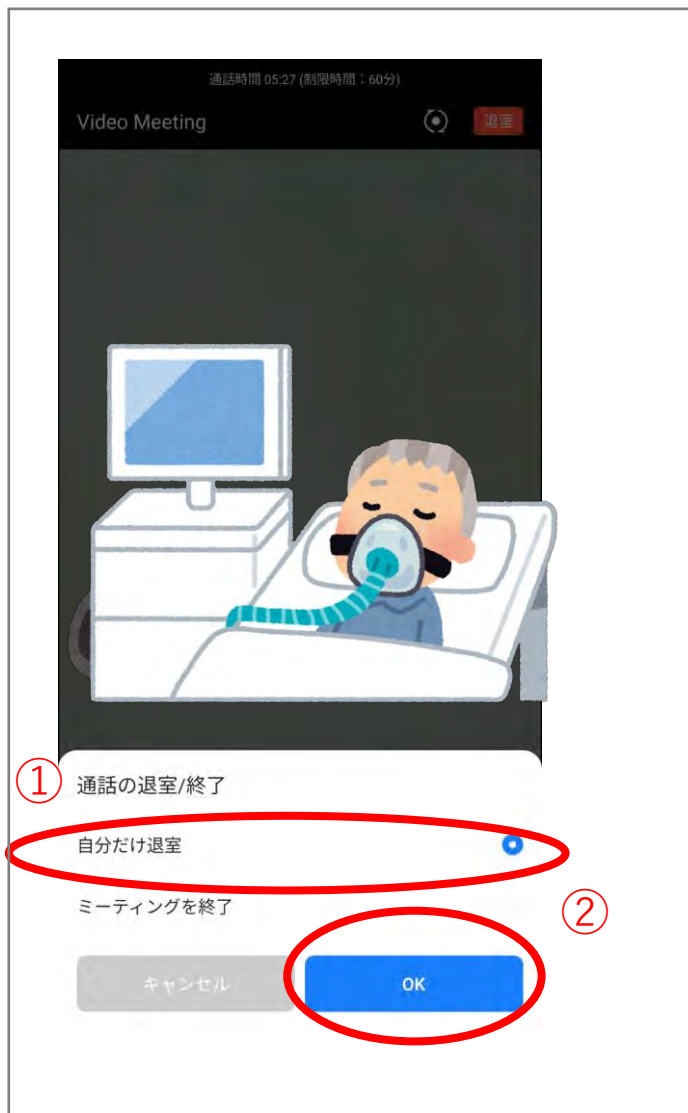 通話時間 05:27 (制限時間：60分)
Video Meeting 退室
① 通話の退室/終了
自分だけ退室
ミーティングを終了
②
キャンセル OK